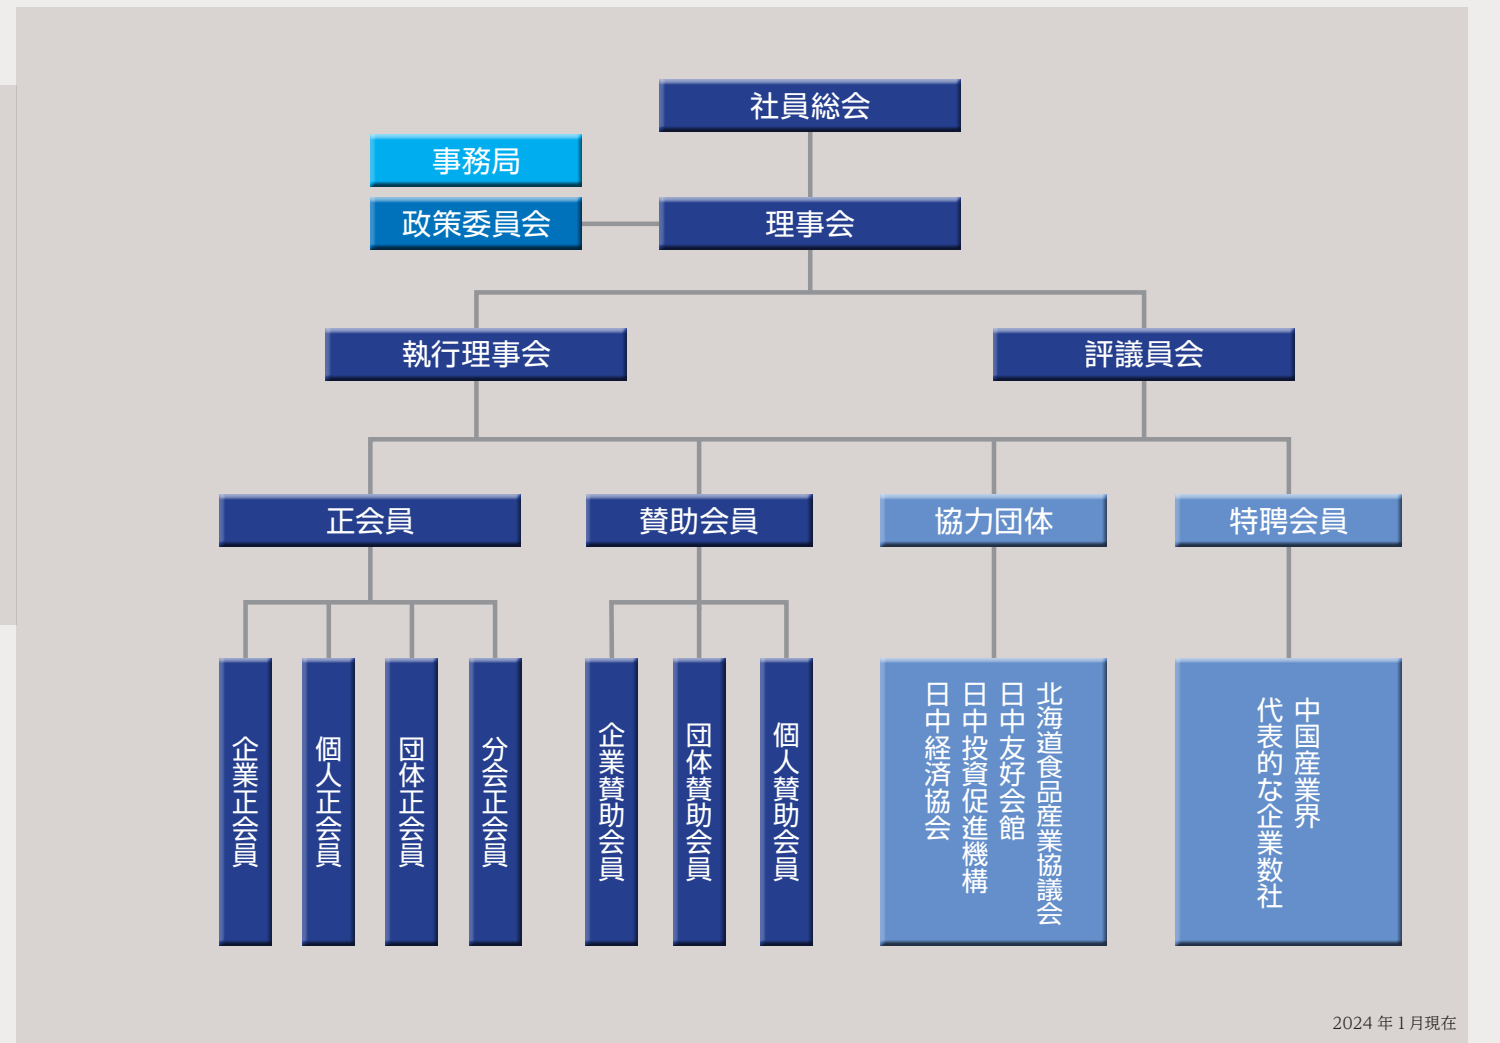 社員総会
事務局
政策委員会
理事会
執行理事会
評議員会
正会員
賛助会員
協力団体
特聘会員
企業正会員
個人正会員
団体正会員
分会正会員
企業賛助会員
団体賛助会員
個人賛助会員
北海道食品産業協議会
日中友好会館
日中投資促進機構
日中経済協会
中国産業界
代表的な企業数社
2024 年 1 月現在